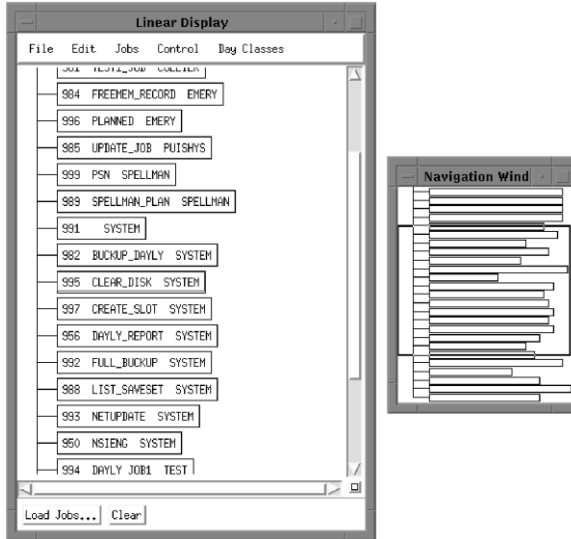 Linear Display
File Edit Jobs Control Day Classes
984 FREEMEM_RECORD EMERY
996 PLANNED EMERY
985 UPDATE_JOB PUISHYS
999 PSN SPELLMAN
989 SPELLMAN_PLAN SPELLMAN
991 SYSTEM
982 BUCKUP_DAYLY SYSTEM
995 CLEAR_DISK SYSTEM
997 CREATE_SLOT SYSTEM
956 DAYLY_REPORT SYSTEM
992 FULL_BUCKUP SYSTEM
988 LIST_SAVESET SYSTEM
993 NETUPDATE SYSTEM
950 NSIENG SYSTEM
994 DAYLY JOB1 TEST
Load Jobs... Clear
Navigation Wind